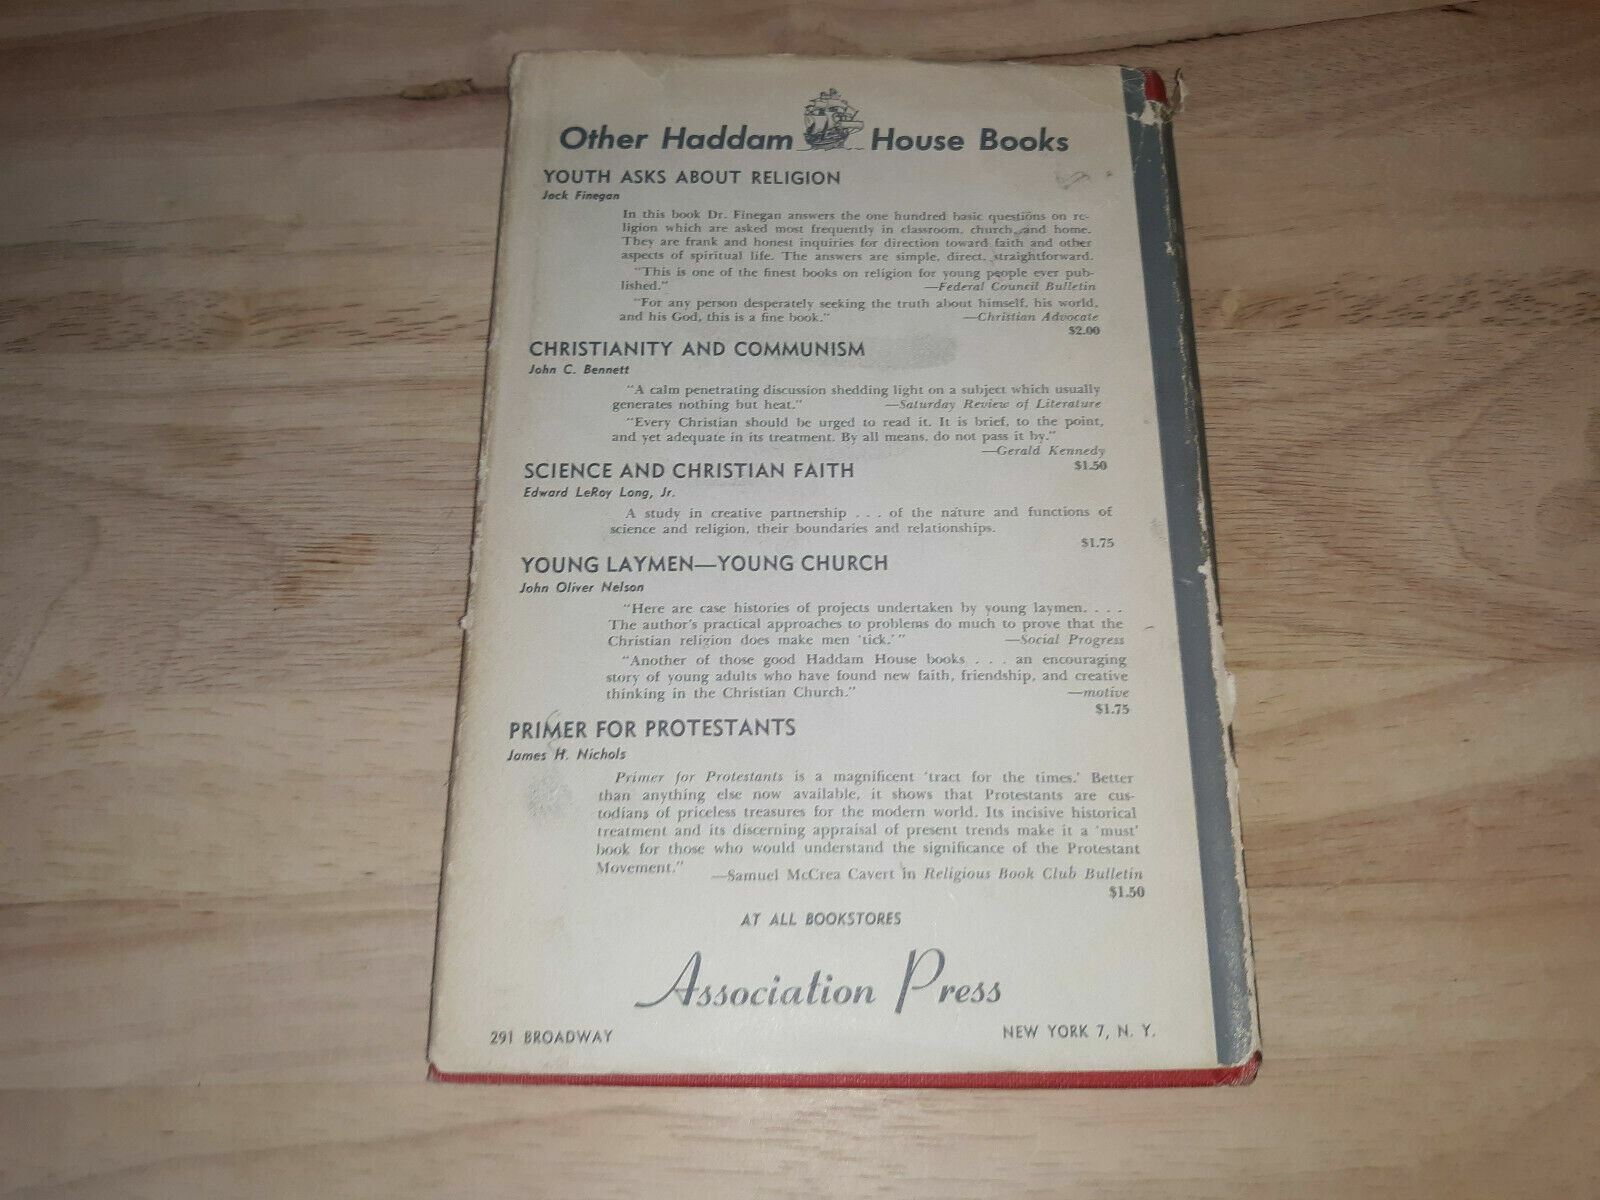 Other Haddam House Books
YOUTH ASKS ABOUT RELIGION
Jack Finegan
In this book Dr. Finegan answers the one hundred basic questions on re-
ligion which are asked most frequently in classroom, church, and home.
They are frank and honest inquiries for direction toward faith and other
aspects of spiritual life. The answers are simple, direct, straightforward.
"This is one of the finest books on religion for young people ever pub-
lished." —Federal Council Bulletin
"For any person desperately seeking the truth about himself, his world,
and his God, this is a fine book." —Christian Advocate
$2.00
CHRISTIANITY AND COMMUNISM
John C. Bennett
"A calm penetrating discussion shedding light on a subject which usually
generates nothing but heat." —Saturday Review of Literature
"Every Christian should be urged to read it. It is brief, to the point,
and yet adequate in its treatment. By all means, do not pass it by."
—Gerald Kennedy
$1.50
SCIENCE AND CHRISTIAN FAITH
Edward LeRoy Long, Jr.
A study in creative partnership . . . of the nature and functions of
science and religion, their boundaries and relationships.
$1.75
YOUNG LAYMEN—YOUNG CHURCH
John Oliver Nelson
"Here are case histories of projects undertaken by young laymen. . . .
The author's practical approaches to problems do much to prove that the
Christian religion does make men 'tick.'" —Social Progress
"Another of those good Haddam House books . . . an encouraging
story of young adults who have found new faith, friendship, and creative
thinking in the Christian Church." —motive
$1.75
PRIMER FOR PROTESTANTS
James H. Nichols
Primer for Protestants is a magnificent 'tract for the times.' Better
than anything else now available, it shows that Protestants are cus-
todians of priceless treasures for the modern world. Its incisive historical
treatment and its discerning appraisal of present trends make it a 'must'
book for those who would understand the significance of the Protestant
Movement."
—Samuel McCrea Cavert in Religious Book Club Bulletin
$1.50
AT ALL BOOKSTORES
Association Press
291 BROADWAY NEW YORK 7, N. Y.